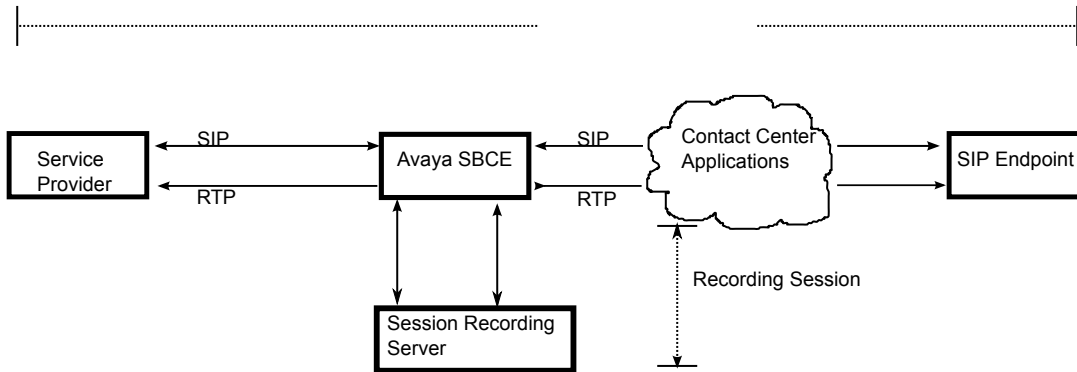 SIP
SIP
Contact Center
Applications
Service
Provider
Avaya SBCE
SIP Endpoint
RTP
RTP
Recording Session
Session Recording
Server